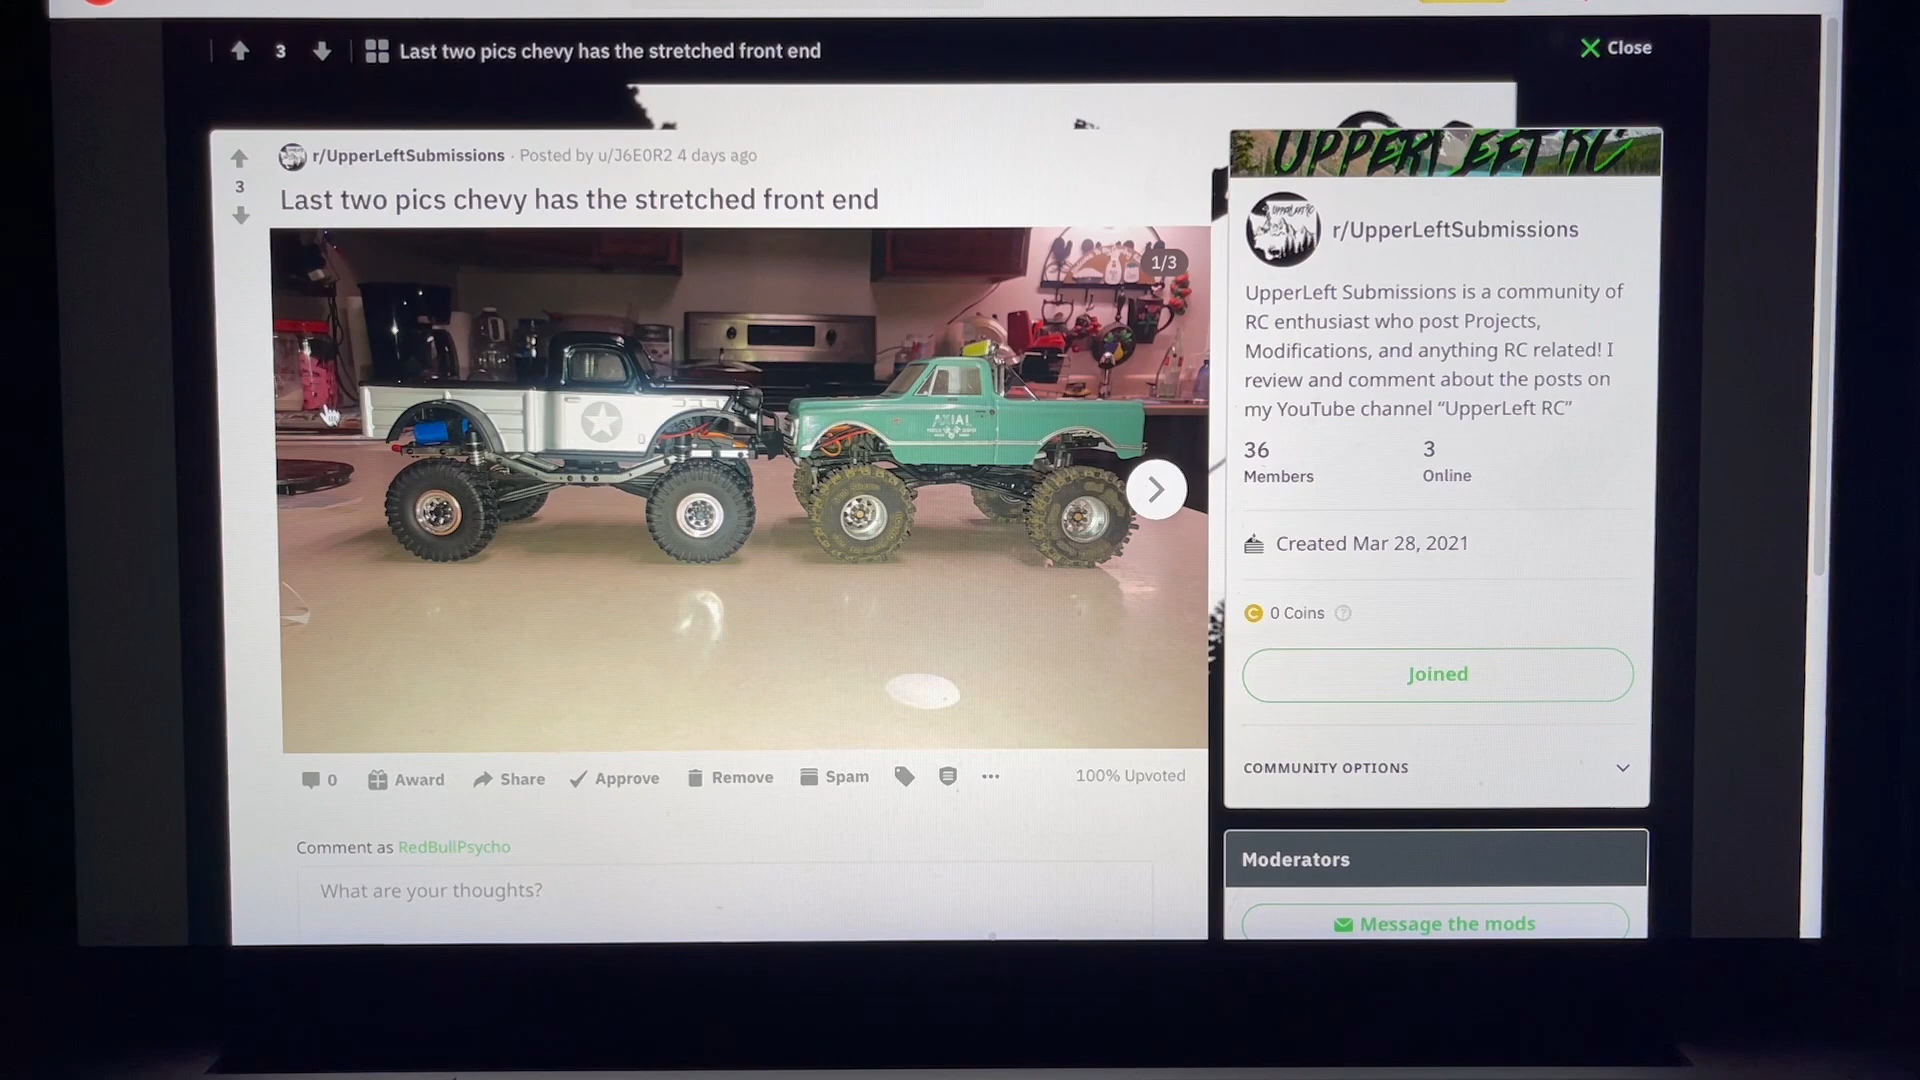 3
Last two pics chevy has the stretched front end
Close
r/UpperLeftSubmissions · Posted by u/J6E0R2 4 days ago
3
Last two pics chevy has the stretched front end
1/3
AXIAL
0
Award
Share
Approve
Remove
Spam
100% Upvoted
Comment as RedBullPsycho
What are your thoughts?
UPPERLEFT RC
r/UpperLeftSubmissions
UpperLeft Submissions is a community of
RC enthusiast who post Projects,
Modifications, and anything RC related! I
review and comment about the posts on
my YouTube channel “UpperLeft RC”
36
Members
3
Online
Created Mar 28, 2021
0 Coins
Joined
COMMUNITY OPTIONS
Moderators
Message the mods